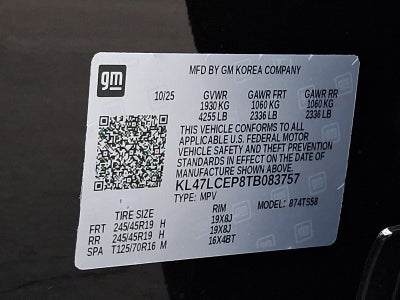 gm
MFD BY GM KOREA COMPANY
10/25 GVWR GAWR FRT GAWR RR
1930 KG 1060 KG 1060 KG
4255 LB 2336 LB 2336 LB
THIS VEHICLE CONFORMS TO ALL
APPLICABLE U.S. FEDERAL MOTOR
VEHICLE SAFETY AND THEFT PREVENTION
STANDARDS IN EFFECT ON THE DATE OF
MANUFACTURE SHOWN ABOVE.
KL47LCEP8TB083757
TYPE: MPV 874TS58
TIRE SIZE RIM
FRT 245/45R19 H 19X8J
RR 245/45R19 H 19X8J
SPA T125/70R16 M 16X4BT